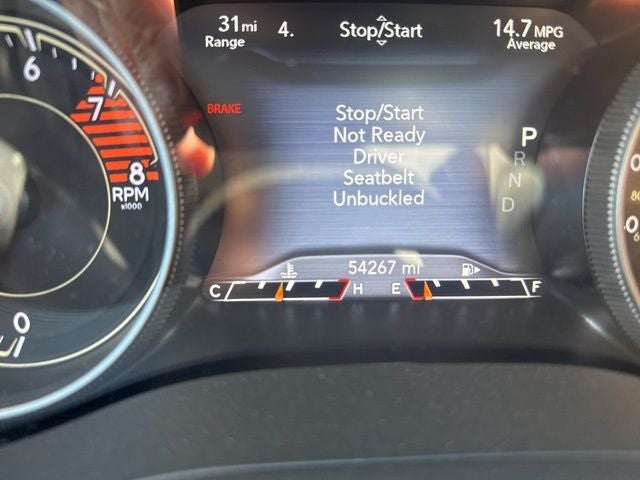 31mi
Range
4.
Stop/Start
14.7MPG
Average
6
7
8
RPM
x1000
0
BRAKE
Stop/Start
Not Ready
Driver
Seatbelt
Unbuckled
P
R
N
D
54267 mi
C
H
E
F